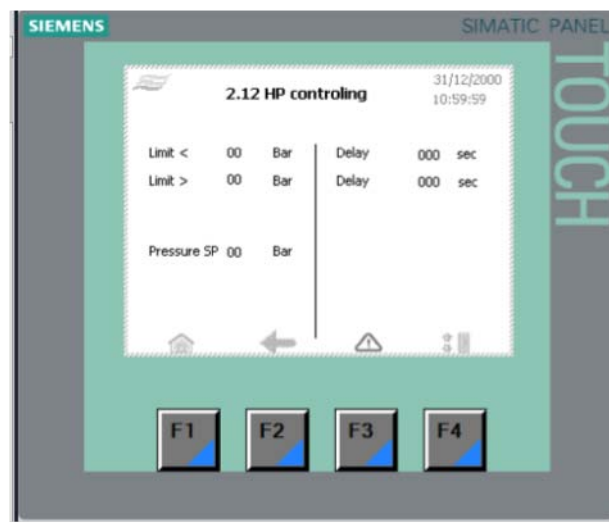 SIEMENS
SIMATIC PANEL
TOUCH
2.12 HP controling
31/12/2000
10:59:59
Limit < 00 Bar Delay 000 sec
Limit > 00 Bar Delay 000 sec
Pressure SP 00 Bar
F1 F2 F3 F4